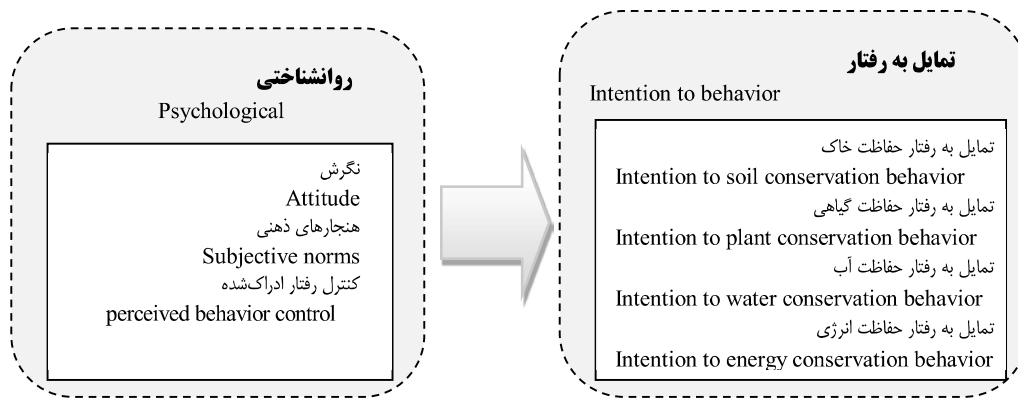 روانشناختی
Psychological
نگرش
Attitude
هنجارهای ذهنی
Subjective norms
کنترل رفتار ادراک‌شده
perceived behavior control
تمایل به رفتار
Intention to behavior
تمایل به رفتار حفاظت خاک
Intention to soil conservation behavior
تمایل به رفتار حفاظت گیاهی
Intention to plant conservation behavior
تمایل به رفتار حفاظت آب
Intention to water conservation behavior
تمایل به رفتار حفاظت انرژی
Intention to energy conservation behavior